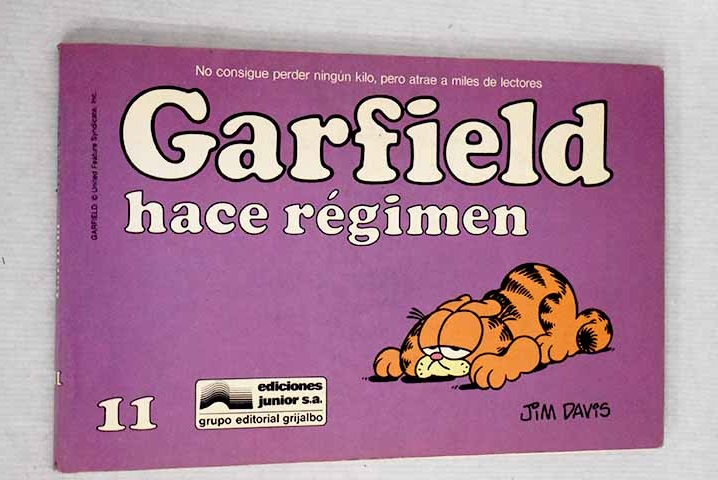 No consigue perder ningún kilo, pero atrae a miles de lectores
Garfield
hace régimen
GARFIELD: © United Feature Syndicate, Inc.
11
ediciones
junior s.a.
grupo editorial grijalbo
JIM DAVIS